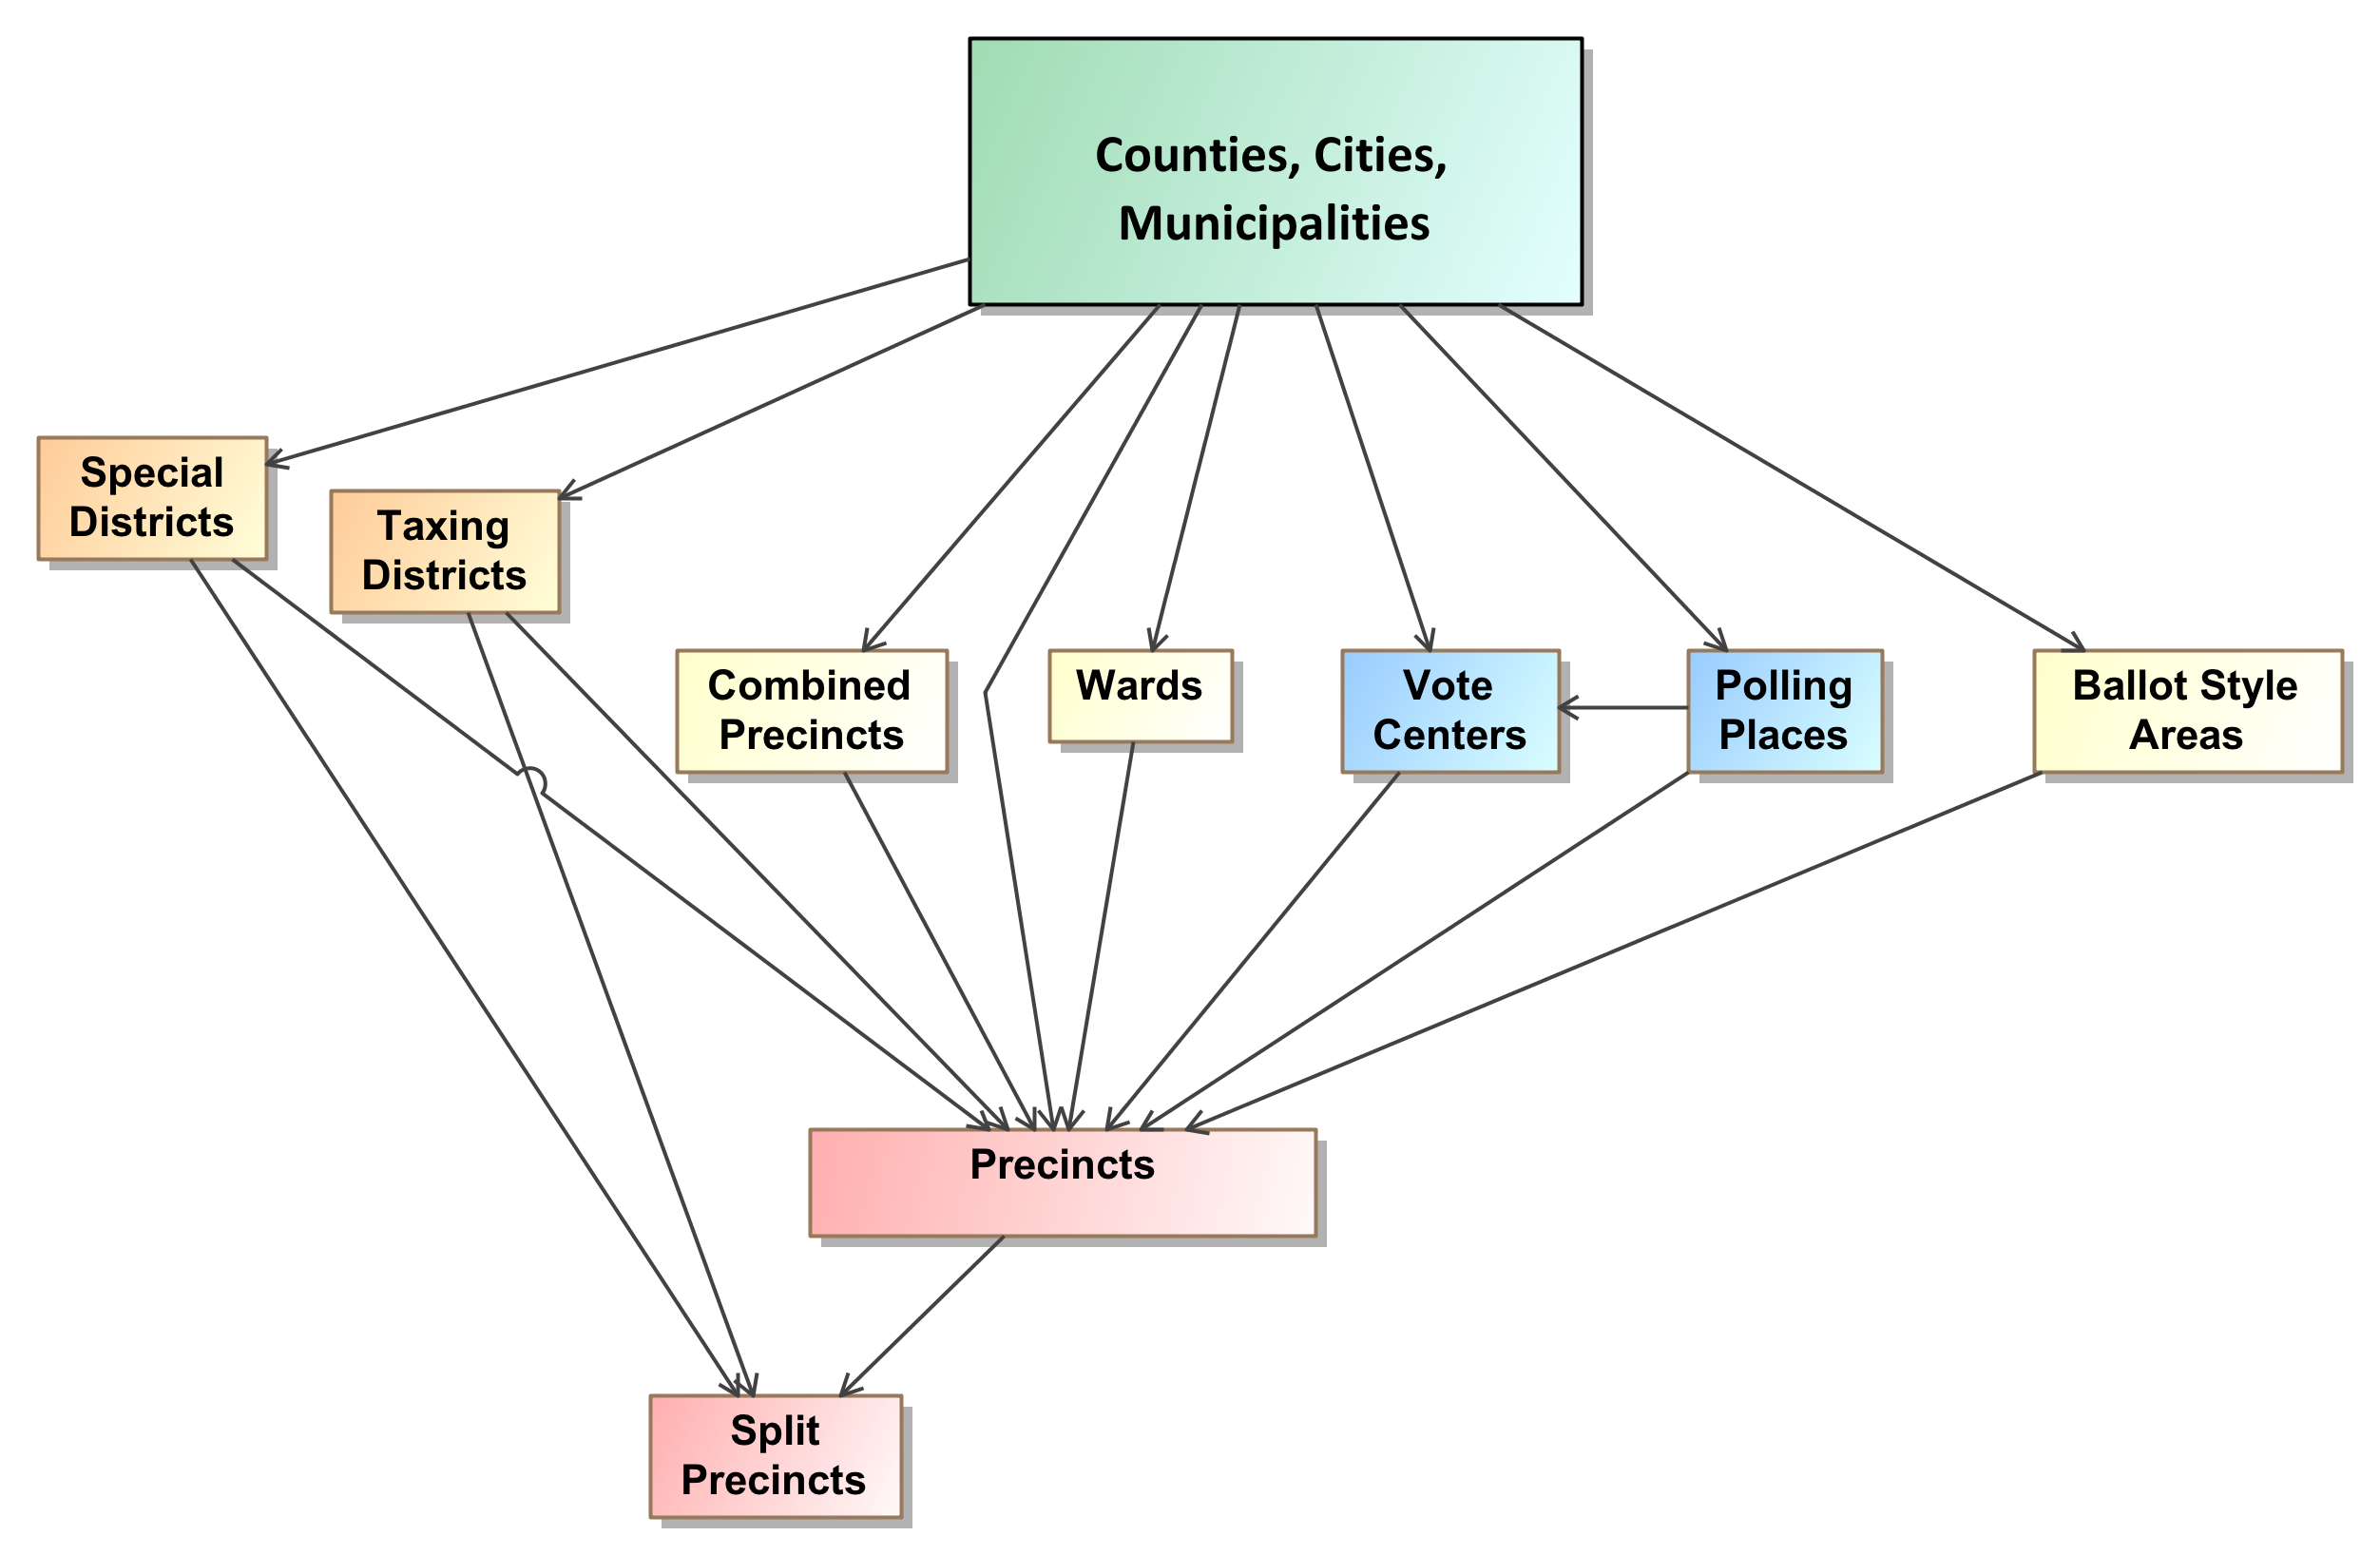 Counties, Cities,
Municipalities
Special
Districts
Taxing
Districts
Combined
Precincts
Wards
Vote
Centers
Polling
Places
Ballot Style
Areas
Precincts
Split
Precincts